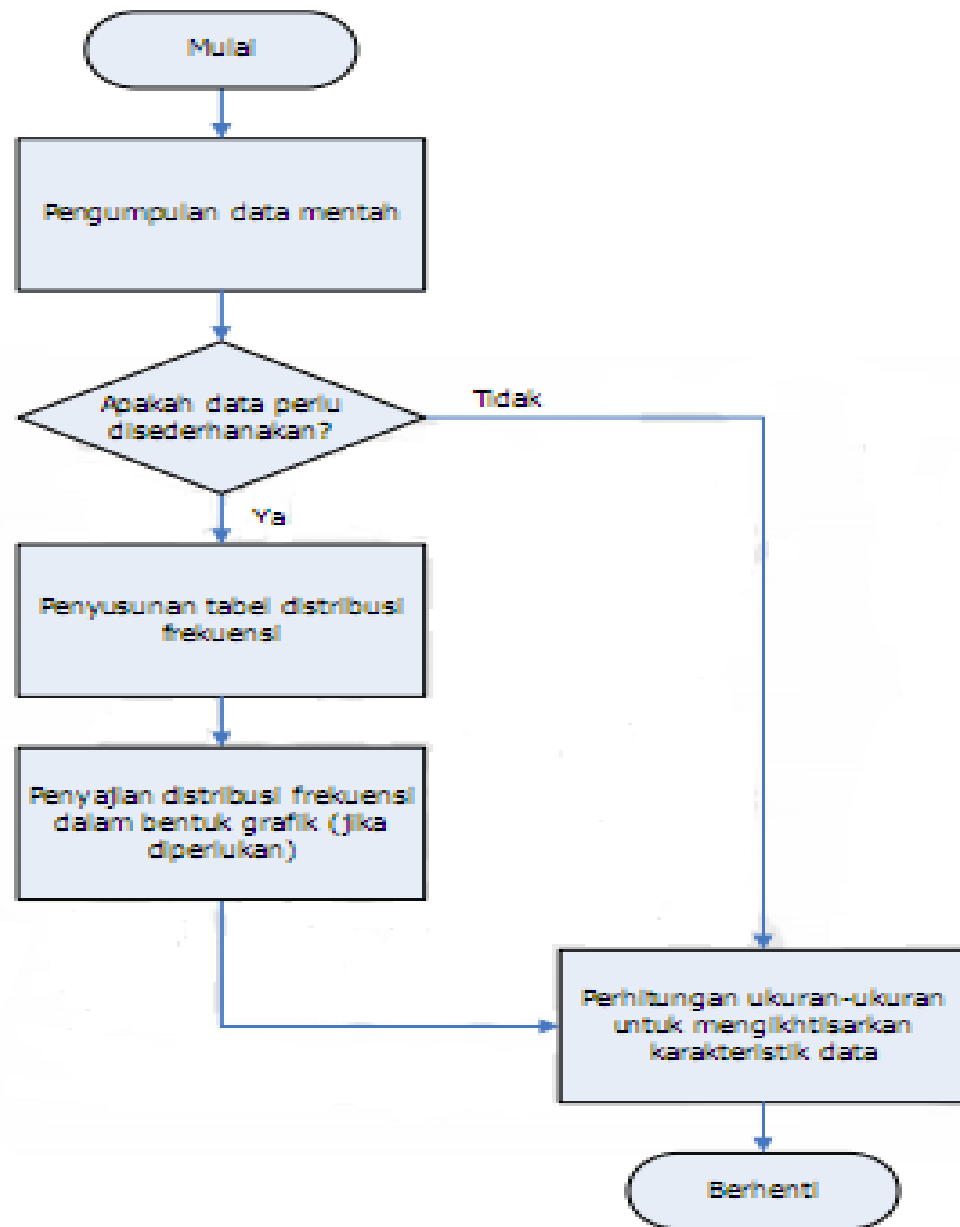 Mulai
Pengumpulan data mentah
Apakah data perlu
disederhanakan?
Tidak
Ya
Penyusunan tabel distribusi
frekuensi
Penyajian distribusi frekuensi
dalam bentuk grafik (jika
diperlukan)
Perhitungan ukuran-ukuran
untuk mengikhtisarkan
karakteristik data
Berhenti